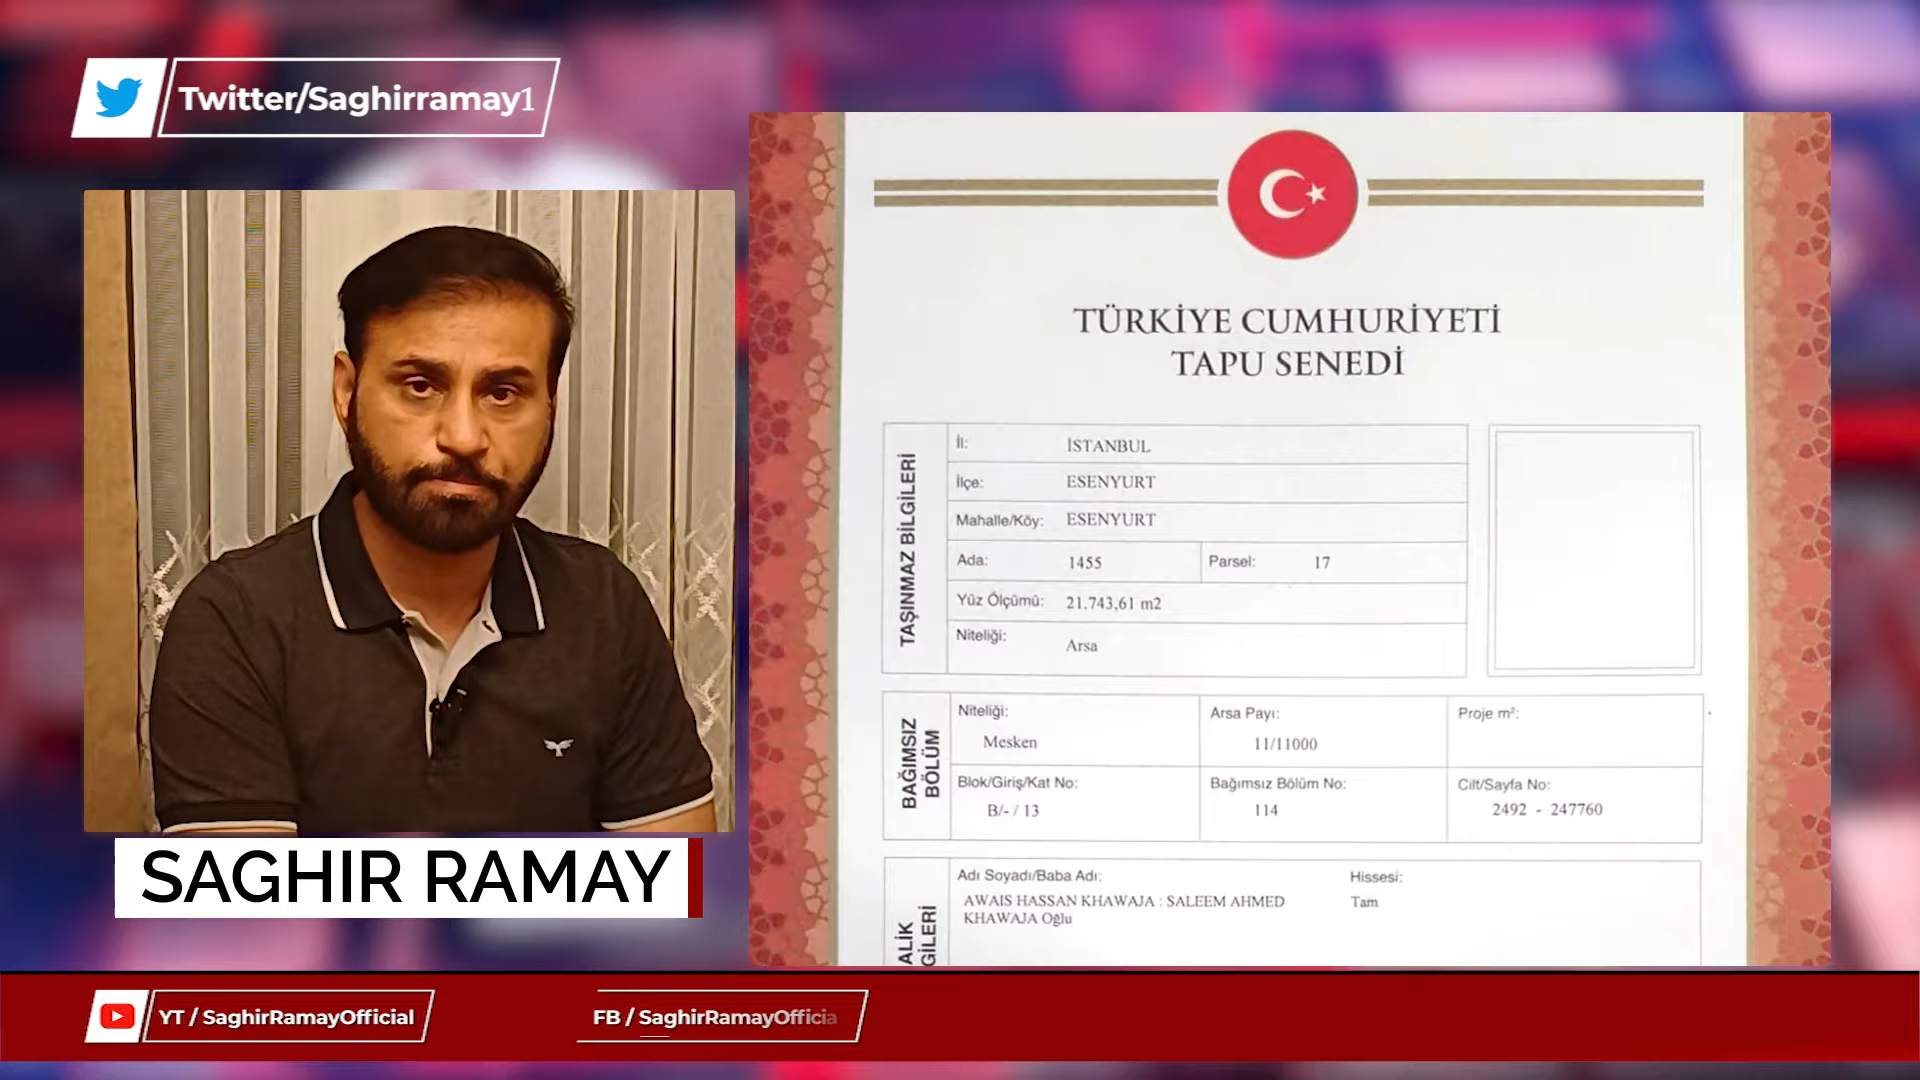 Twitter/Saghirramay1
SAGHIR RAMAY
TÜRKİYE CUMHURİYETİ
TAPU SENEDİ
TAŞINMAZ BİLGİLERİ
İl: İSTANBUL
İlçe: ESENYURT
Mahalle/Köy: ESENYURT
Ada: 1455 Parsel: 17
Yüz Ölçümü: 21.743,61 m2
Niteliği: Arsa
BAĞIMSIZ
BÖLÜM
Niteliği: Arsa Payı: Proje m²:
Mesken 11/11000
Blok/Giriş/Kat No: Bağımsız Bölüm No: Cilt/Sayfa No:
B/- / 13 114 2492 - 247760
ALİK
GİLERİ
Adı Soyadı/Baba Adı: Hissesi:
AWAIS HASSAN KHAWAJA : SALEEM AHMED Tam
KHAWAJA Oğlu
YT / SaghirRamayOfficial
FB / SaghirRamayOfficia